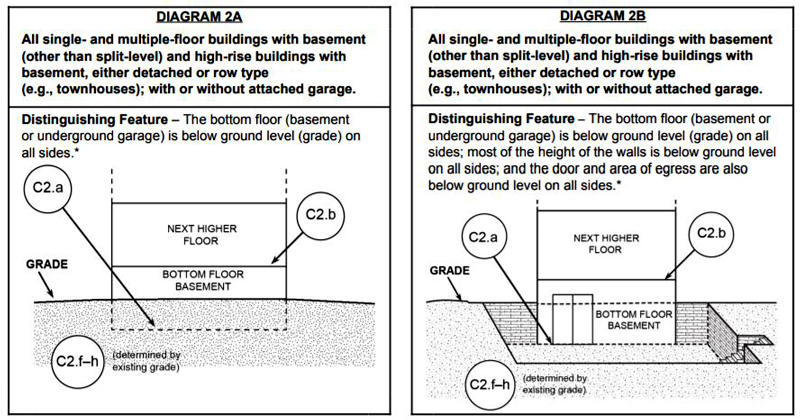 DIAGRAM 2A
All single- and multiple-floor buildings with basement
(other than split-level) and high-rise buildings with
basement, either detached or row type
(e.g., townhouses); with or without attached garage.
Distinguishing Feature – The bottom floor (basement
or underground garage) is below ground level (grade) on
all sides.*
C2.a
C2.b
NEXT HIGHER
FLOOR
GRADE
BOTTOM FLOOR
BASEMENT
C2.f–h
(determined by
existing grade)
DIAGRAM 2B
All single- and multiple-floor buildings with basement
(other than split-level) and high-rise buildings with
basement, either detached or row type
(e.g., townhouses); with or without attached garage.
Distinguishing Feature – The bottom floor (basement or
underground garage) is below ground level (grade) on all
sides; most of the height of the walls is below ground level
on all sides; and the door and area of egress are also
below ground level on all sides.*
C2.a
C2.b
NEXT HIGHER
FLOOR
GRADE
BOTTOM FLOOR
BASEMENT
C2.f–h
(determined by
existing grade)